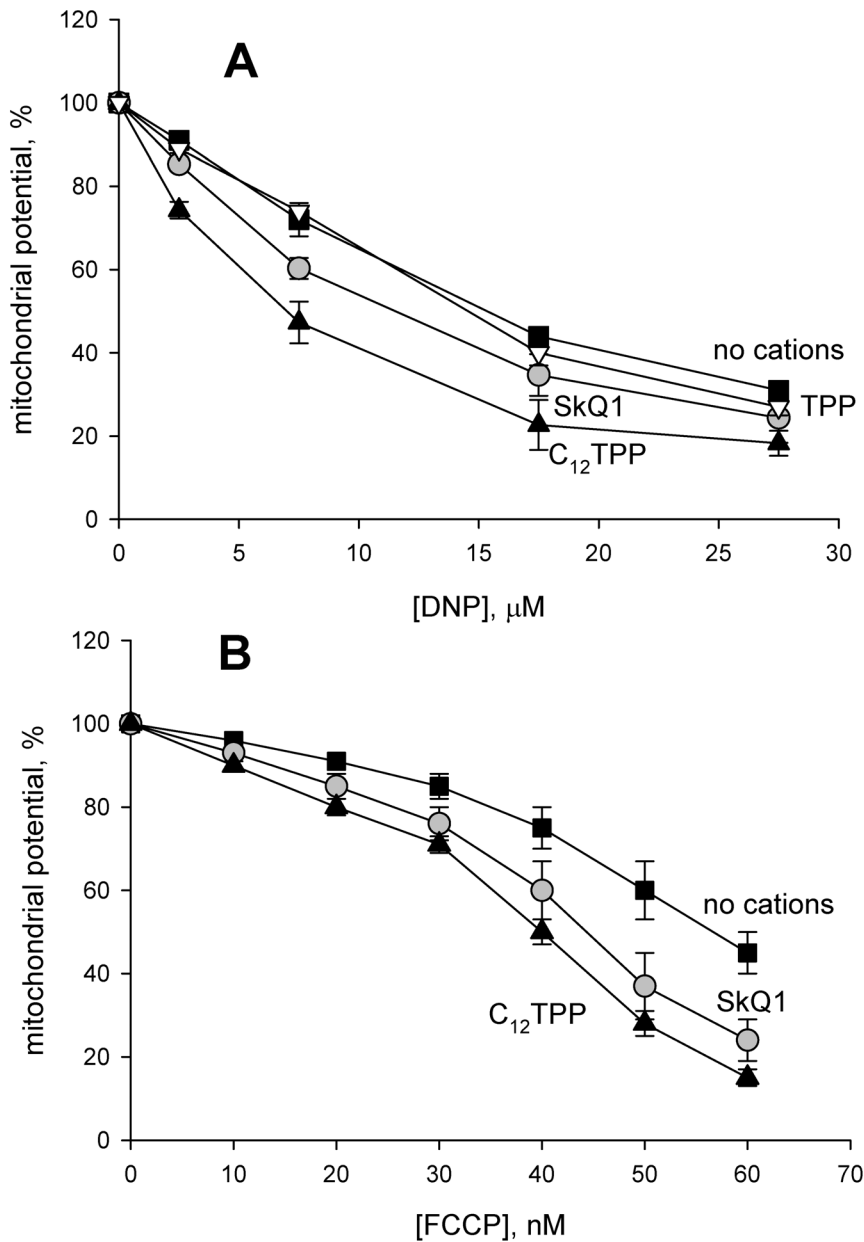 A
mitochondrial potential, %
120
100
80
60
40
20
0
no cations
TPP
SkQ1
C₁₂TPP
0 5 10 15 20 25 30
[DNP], μM
B
mitochondrial potential, %
120
100
80
60
40
20
0
no cations
SkQ1
C₁₂TPP
0 10 20 30 40 50 60 70
[FCCP], nM